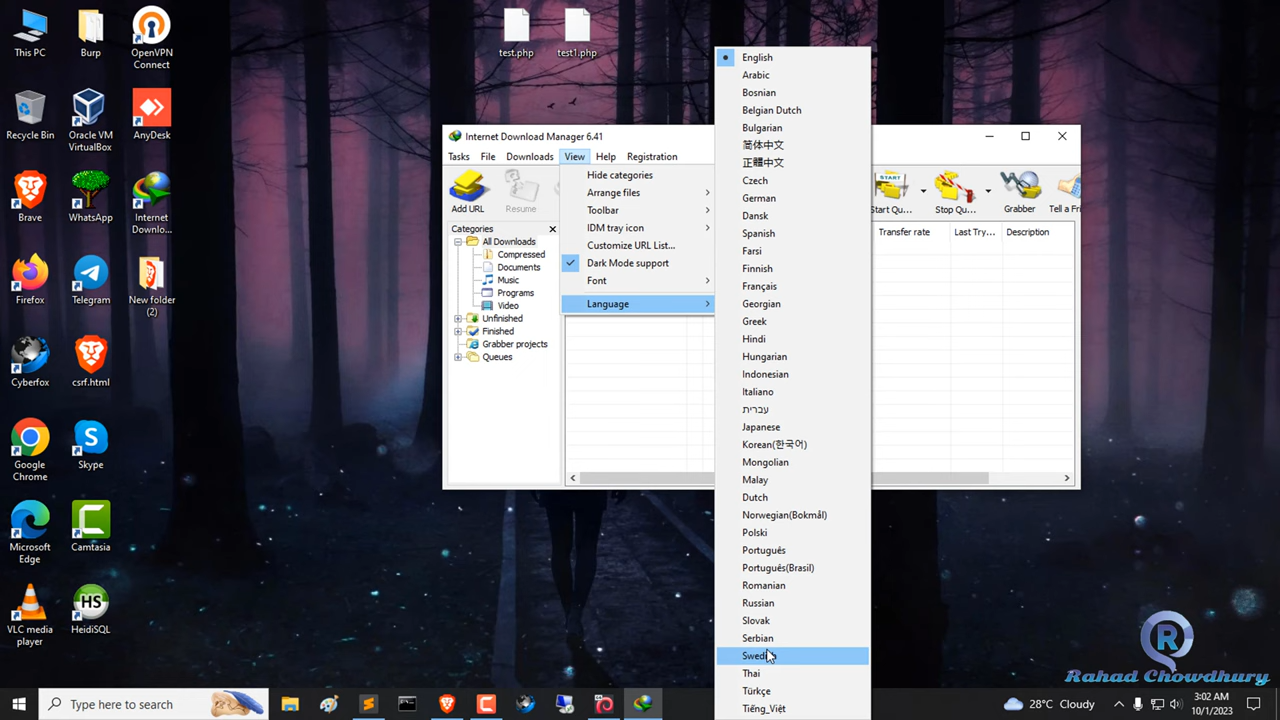 This PC
Burp
OpenVPN
Connect
test.php
test1.php
Recycle Bin
Oracle VM
VirtualBox
AnyDesk
Brave
WhatsApp
Internet
Downlo...
Firefox
Telegram
New folder
(2)
Cyberfox
csrf.html
Google
Chrome
Skype
Microsoft
Edge
Camtasia
VLC media
player
HS
HeidiSQL
Internet Download Manager 6.41
Tasks File Downloads View Help Registration
Add URL
Resume
Start Qu...
Stop Qu...
Grabber
Tell a Fri
Categories
All Downloads
Compressed
Documents
Music
Programs
Video
Unfinished
Finished
Grabber projects
Queues
Transfer rate
Last Try...
Description
Hide categories
Arrange files
Toolbar
IDM tray icon
Customize URL List...
Dark Mode support
Font
Language
English
Arabic
Bosnian
Belgian Dutch
Bulgarian
简体中文
正體中文
Czech
German
Dansk
Spanish
Farsi
Finnish
Français
Georgian
Greek
Hindi
Hungarian
Indonesian
Italiano
עברית
Japanese
Korean(한국어)
Mongolian
Malay
Dutch
Norwegian(Bokmål)
Polski
Português
Português(Brasil)
Romanian
Russian
Slovak
Serbian
Swedish
Thai
Türkçe
Tiếng_Việt
R
Rahad Chowdhury
Type here to search
28°C Cloudy
3:02 AM
10/1/2023